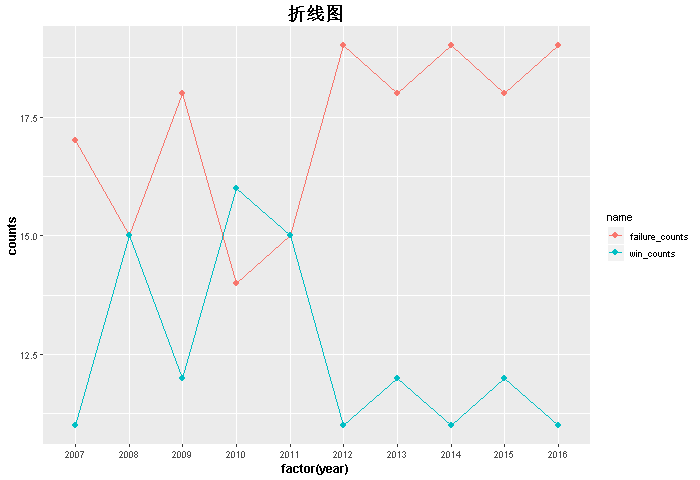 折线图
counts
17.5
15.0
12.5
2007 2008 2009 2010 2011 2012 2013 2014 2015 2016
factor(year)
name
failure_counts
win_counts